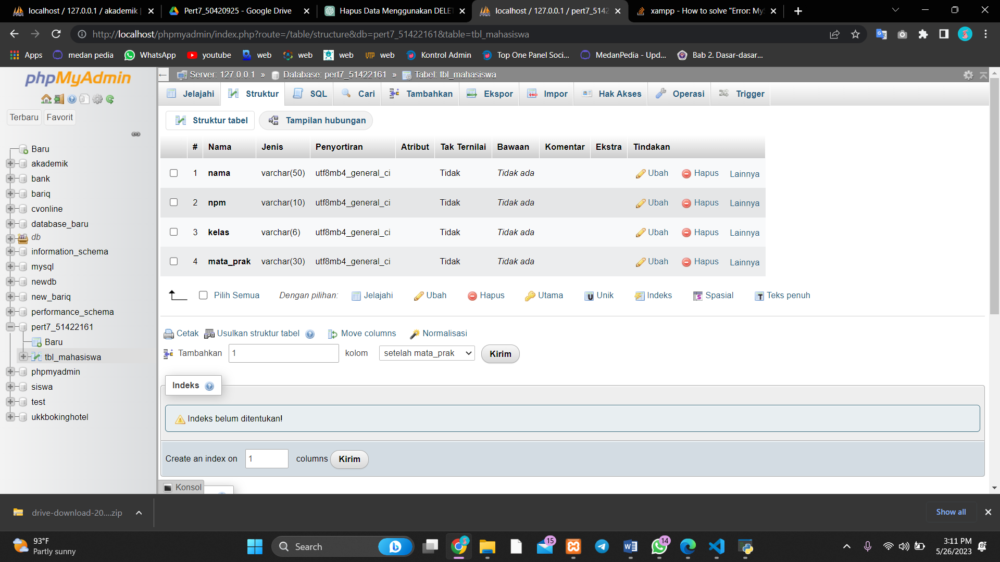 localhost / 127.0.0.1 / akademik |
Pert7_50420925 - Google Drive
Hapus Data Menggunakan DELET
localhost / 127.0.0.1 / pert7_5142
xampp - How to solve "Error: MyS
http://localhost/phpmyadmin/index.php?route=/table/structure&db=pert7_51422161&table=tbl_mahasiswa
Apps
medan pedia
WhatsApp
youtube
web
web
web
web
Kontrol Admin
Top One Panel Soci...
MedanPedia - Upd...
Bab 2. Dasar-dasar...
phpMyAdmin
Terbaru
Favorit
Baru
akademik
bank
bariq
cvonline
database_baru
db
information_schema
mysql
newdb
new_bariq
performance_schema
pert7_51422161
Baru
tbl_mahasiswa
phpmyadmin
siswa
test
ukkbokinghotel
Server: 127.0.0.1 » Database: pert7_51422161 » Tabel: tbl_mahasiswa
Jelajahi Struktur SQL Cari Tambahkan Ekspor Impor Hak Akses Operasi Trigger
Struktur tabel Tampilan hubungan
# Nama Jenis Penyortiran Atribut Tak Ternilai Bawaan Komentar Ekstra Tindakan
1 nama varchar(50) utf8mb4_general_ci Tidak Tidak ada Ubah Hapus Lainnya
2 npm varchar(10) utf8mb4_general_ci Tidak Tidak ada Ubah Hapus Lainnya
3 kelas varchar(6) utf8mb4_general_ci Tidak Tidak ada Ubah Hapus Lainnya
4 mata_prak varchar(30) utf8mb4_general_ci Tidak Tidak ada Ubah Hapus Lainnya
Pilih Semua Dengan pilihan: Jelajahi Ubah Hapus Utama Unik Indeks Spasial Teks penuh
Cetak Usulkan struktur tabel Move columns Normalisasi
Tambahkan 1 kolom setelah mata_prak Kirim
Indeks
Indeks belum ditentukan!
Create an index on 1 columns Kirim
Konsol
drive-download-20....zip
Show all
93°F
Partly sunny
Search
15
14
3:11 PM
5/26/2023